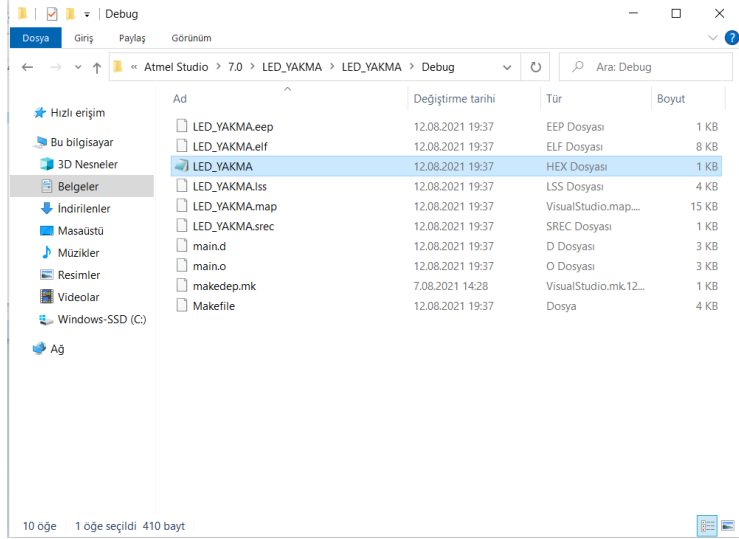 Debug
Dosya Giriş Paylaş Görünüm
« Atmel Studio > 7.0 > LED_YAKMA > LED_YAKMA > Debug
Ara: Debug
Ad Değiştirme tarihi Tür Boyut
Hızlı erişim
Bu bilgisayar
3D Nesneler
Belgeler
İndirilenler
Masaüstü
Müzikler
Resimler
Videolar
Windows-SSD (C:)
Ağ
LED_YAKMA.eep 12.08.2021 19:37 EEP Dosyası 1 KB
LED_YAKMA.elf 12.08.2021 19:37 ELF Dosyası 8 KB
LED_YAKMA 12.08.2021 19:37 HEX Dosyası 1 KB
LED_YAKMA.lss 12.08.2021 19:37 LSS Dosyası 4 KB
LED_YAKMA.map 12.08.2021 19:37 VisualStudio.map.... 15 KB
LED_YAKMA.srec 12.08.2021 19:37 SREC Dosyası 1 KB
main.d 12.08.2021 19:37 D Dosyası 3 KB
main.o 12.08.2021 19:37 O Dosyası 3 KB
makedep.mk 7.08.2021 14:28 VisualStudio.mk.12... 1 KB
Makefile 12.08.2021 19:37 Dosya 4 KB
10 öğe 1 öğe seçildi 410 bayt